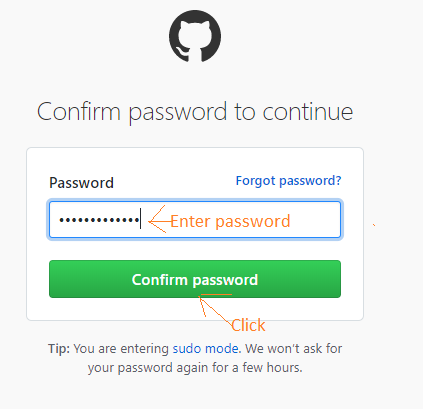 Confirm password to continue
Password Forgot password?
••••••••••••• Enter password
Confirm password
Click
Tip: You are entering sudo mode. We won't ask for
your password again for a few hours.